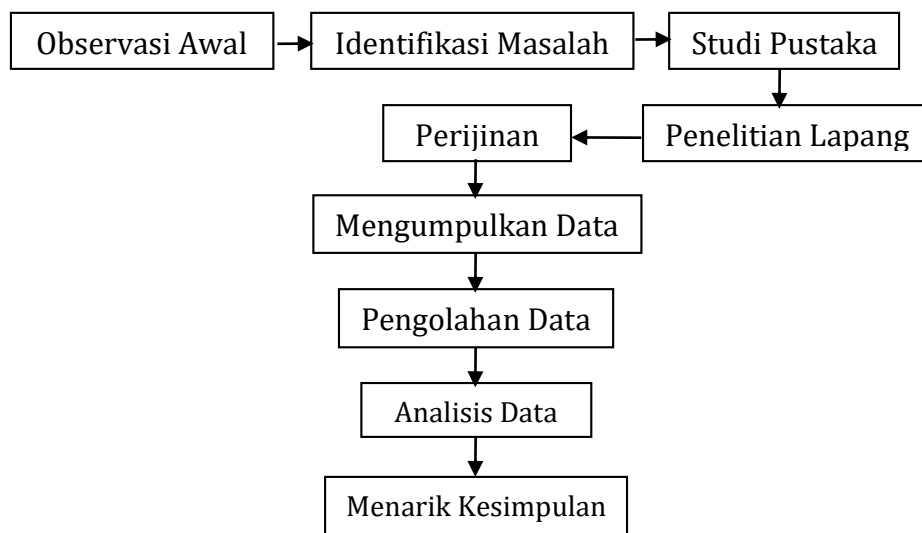 Observasi Awal
Identifikasi Masalah
Studi Pustaka
Penelitian Lapang
Perijinan
Mengumpulkan Data
Pengolahan Data
Analisis Data
Menarik Kesimpulan